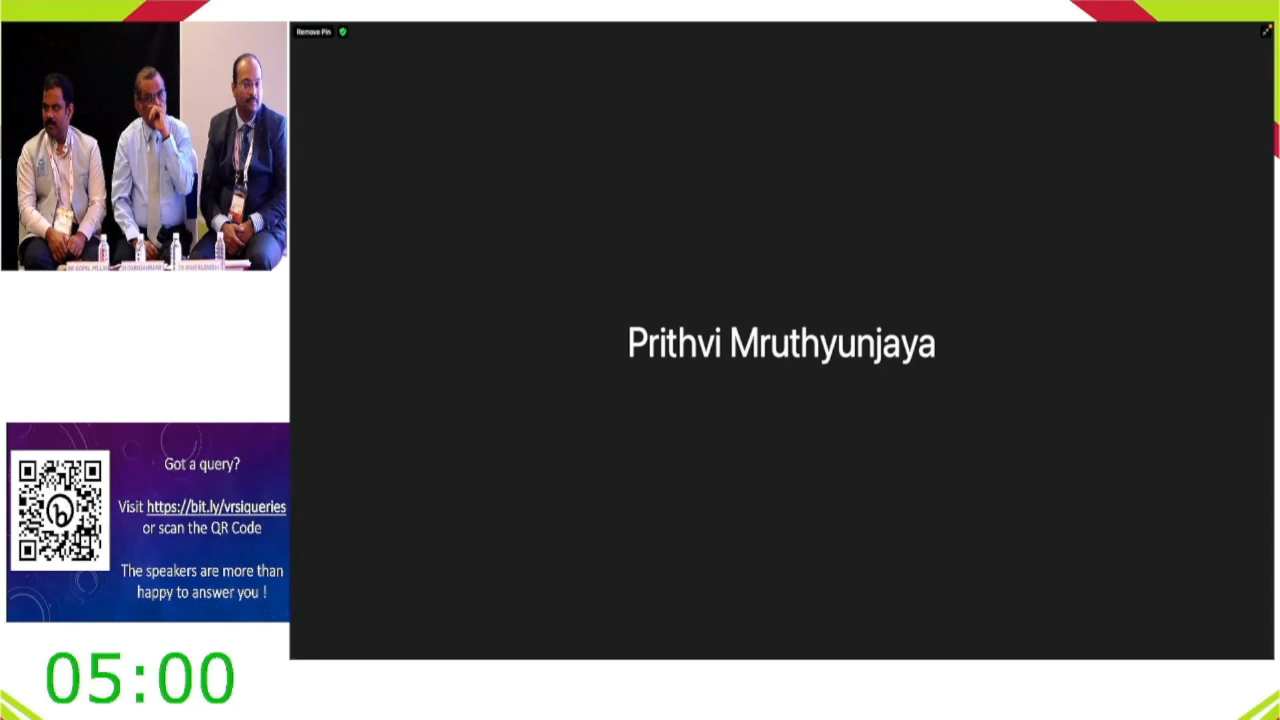 Remove Pin
Prithvi Mruthyunjaya
Got a query?
Visit https://bit.ly/vrsiqueries
or scan the QR Code
The speakers are more than
happy to answer you !
05:00